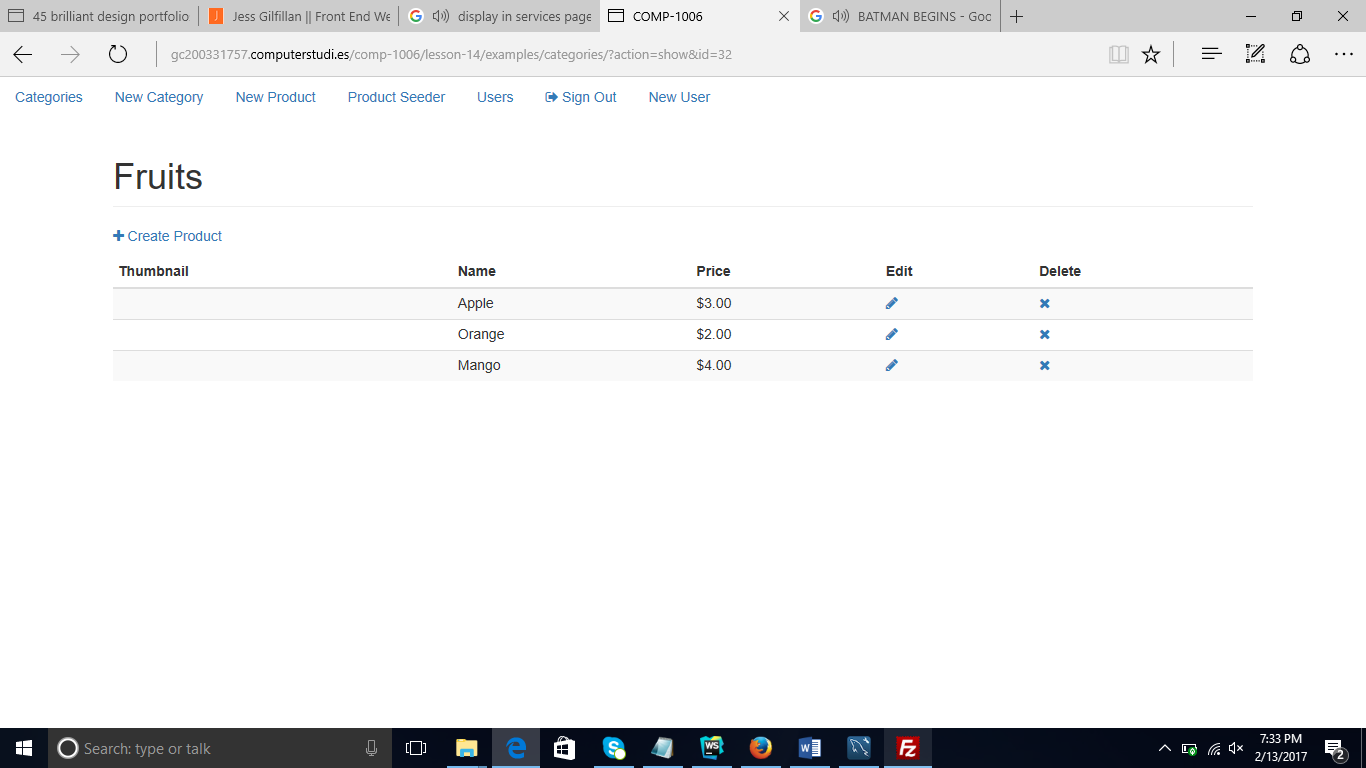 45 brilliant design portfolio
Jess Gilfillan || Front End We
display in services page
COMP-1006
BATMAN BEGINS - Goo
gc200331757.computerstudi.es/comp-1006/lesson-14/examples/categories/?action=show&id=32
Categories New Category New Product Product Seeder Users Sign Out New User
Fruits
Create Product
Thumbnail Name Price Edit Delete
Apple $3.00
Orange $2.00
Mango $4.00
Search: type or talk
WS
7:33 PM
2/13/2017
2